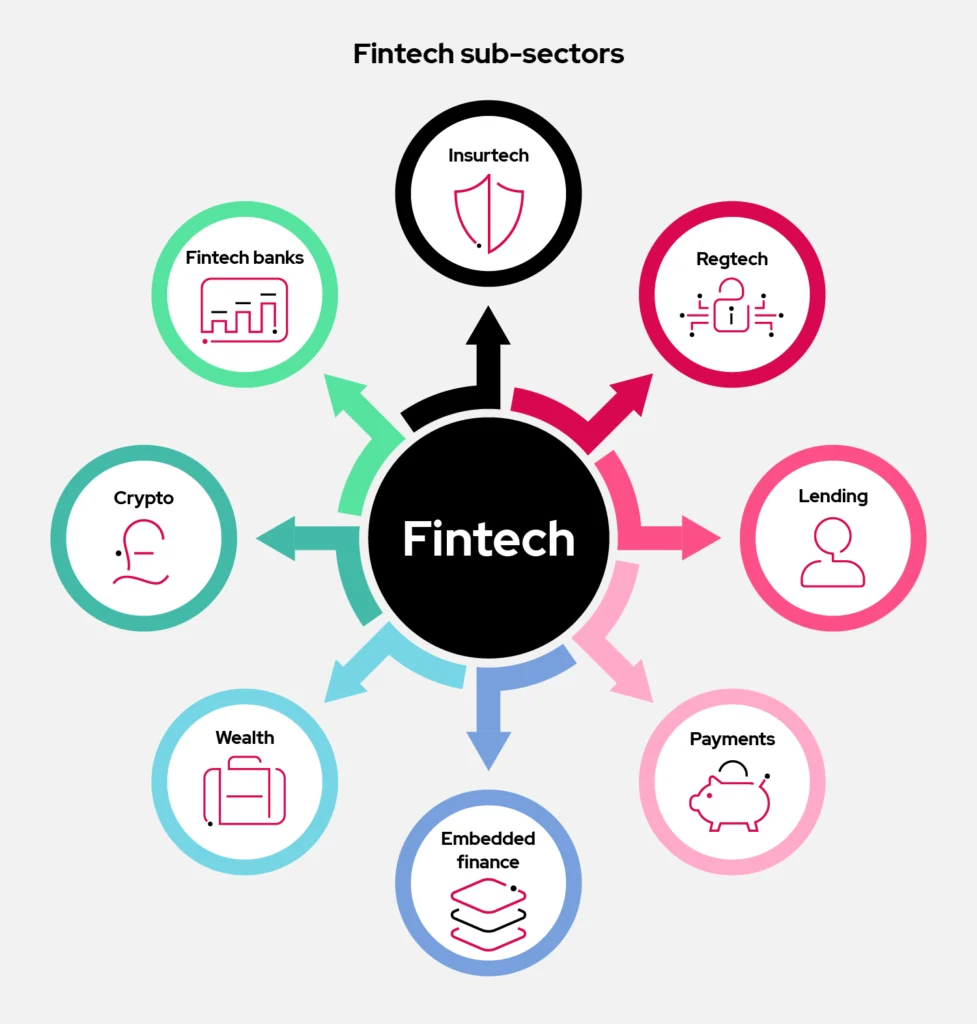 Fintech sub-sectors
Insurtech
Fintech banks
Regtech
Crypto
Fintech
Lending
Wealth
Payments
Embedded
finance